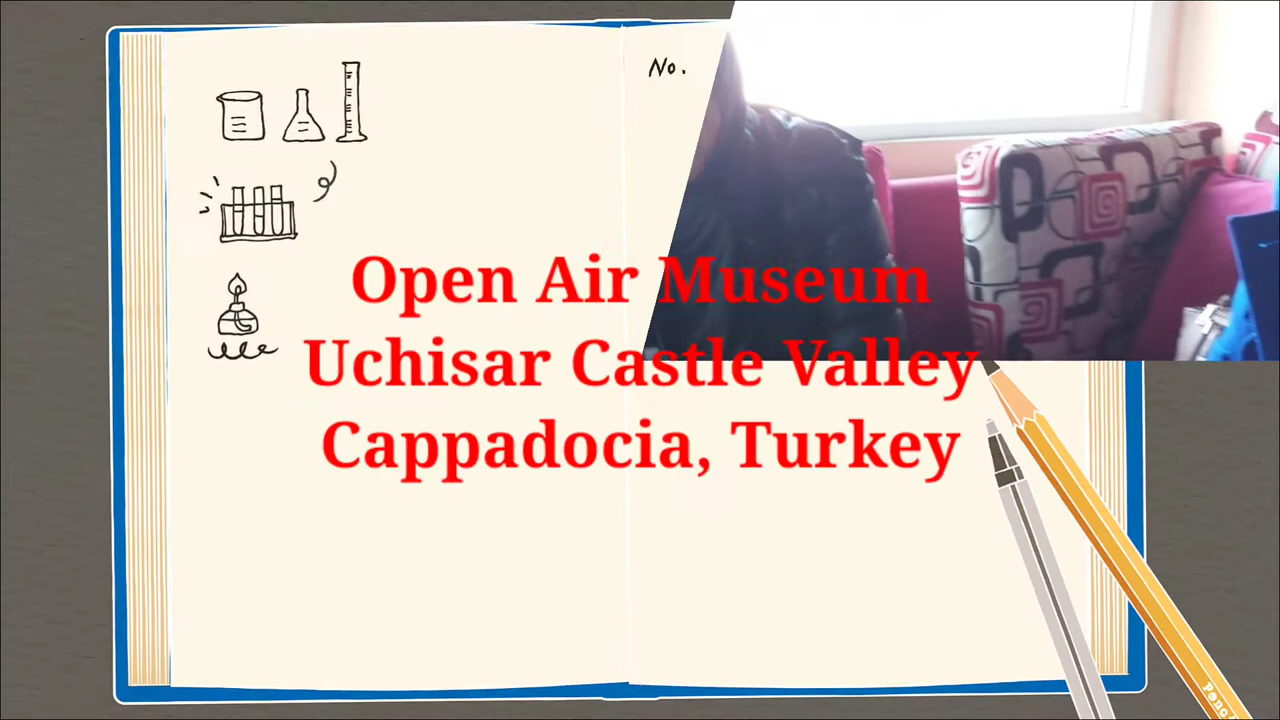 No.
Open Air Museum
Uchisar Castle Valley
Cappadocia, Turkey